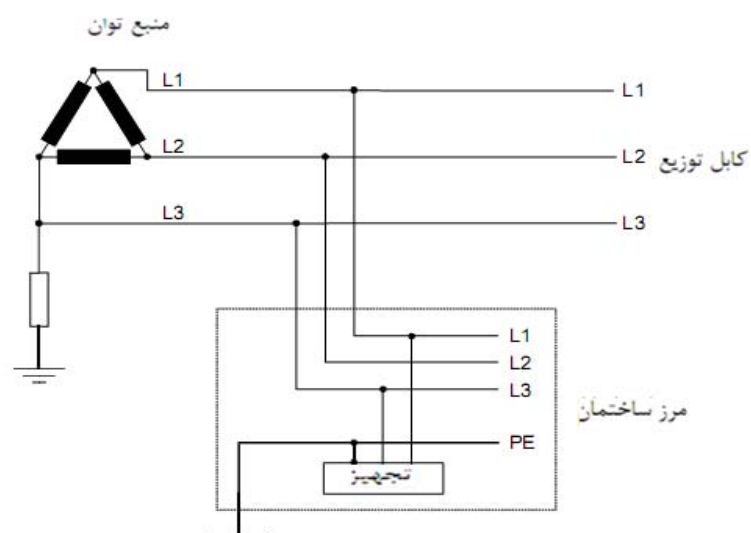 منبع توان
L1 L1
L2 L2 کابل توزیع
L3 L3
L1
L2
L3
مرز ساختمان
PE
تجهیز